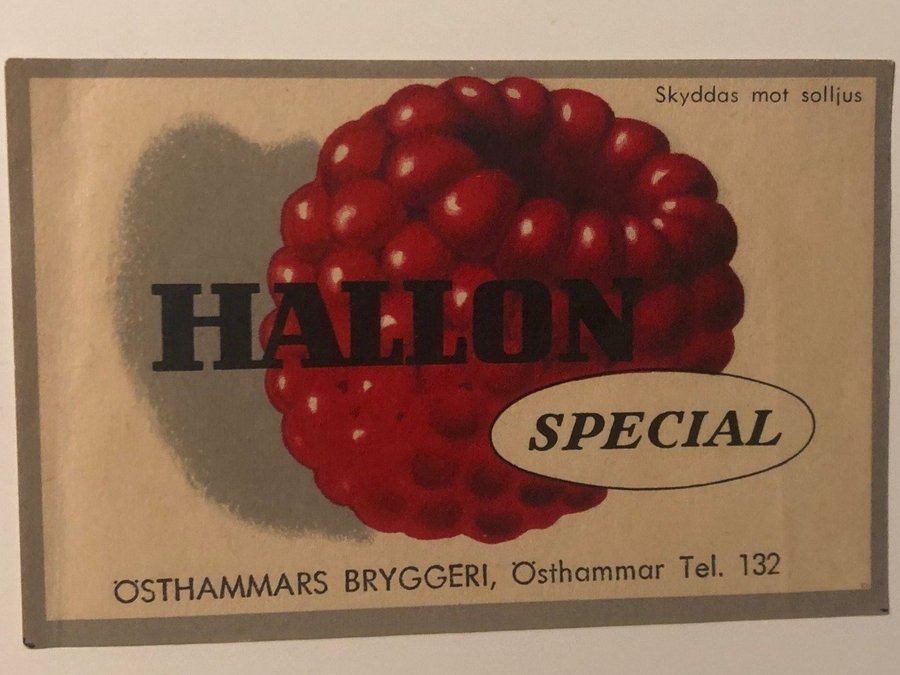 Skyddas mot solljus
HALLON
SPECIAL
ÖSTHAMMARS BRYGGERI, Östhammar Tel. 132